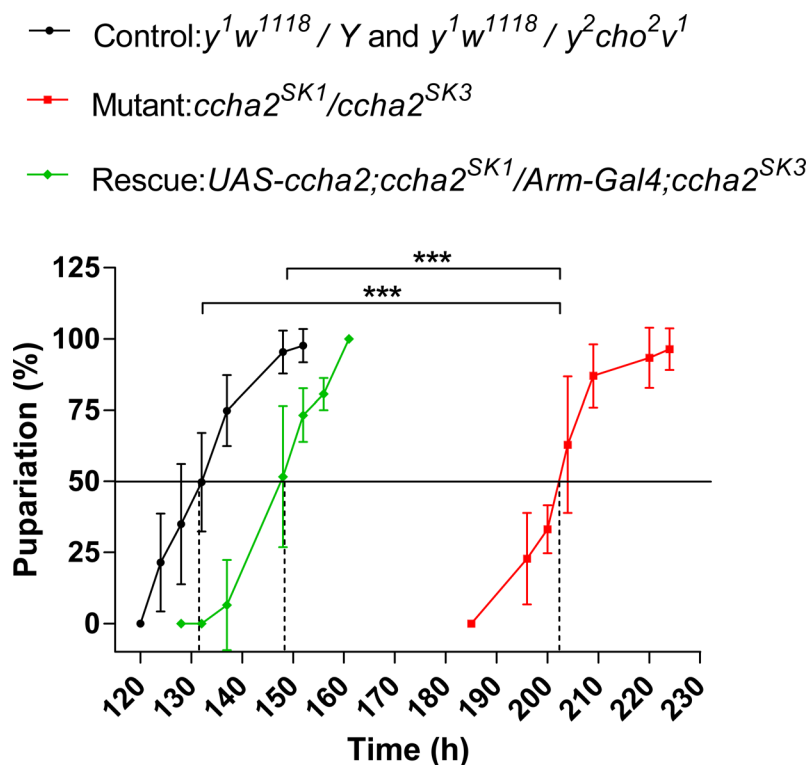 Control:y¹w¹¹¹⁸ / Y and y¹w¹¹¹⁸ / y²cho²v¹
Mutant:ccha2ˢᴷ¹/ccha2ˢᴷ³
Rescue:UAS-ccha2;ccha2ˢᴷ¹/Arm-Gal4;ccha2ˢᴷ³
***
***
125
100
75
50
25
0
Pupariation (%)
120 130 140 150 160 170 180 190 200 210 220 230
Time (h)